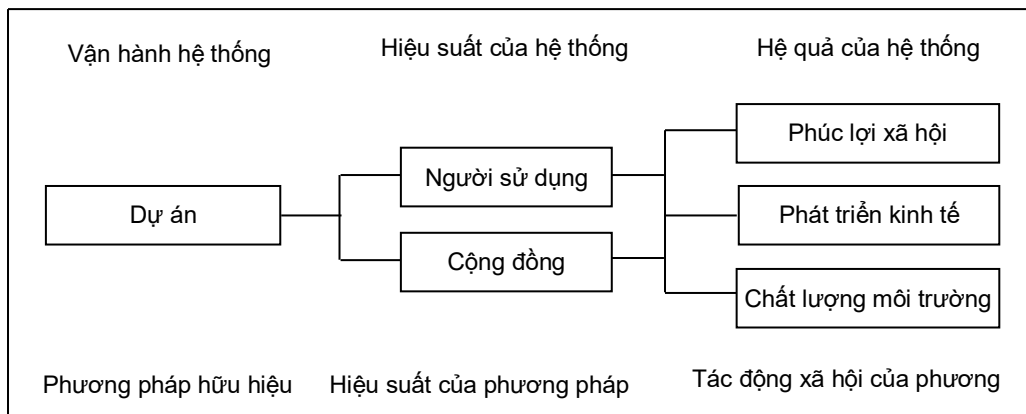 Vận hành hệ thống
Hiệu suất của hệ thống
Hệ quả của hệ thống
Phúc lợi xã hội
Người sử dụng
Dự án
Phát triển kinh tế
Cộng đồng
Chất lượng môi trường
Phương pháp hữu hiệu
Hiệu suất của phương pháp
Tác động xã hội của phương